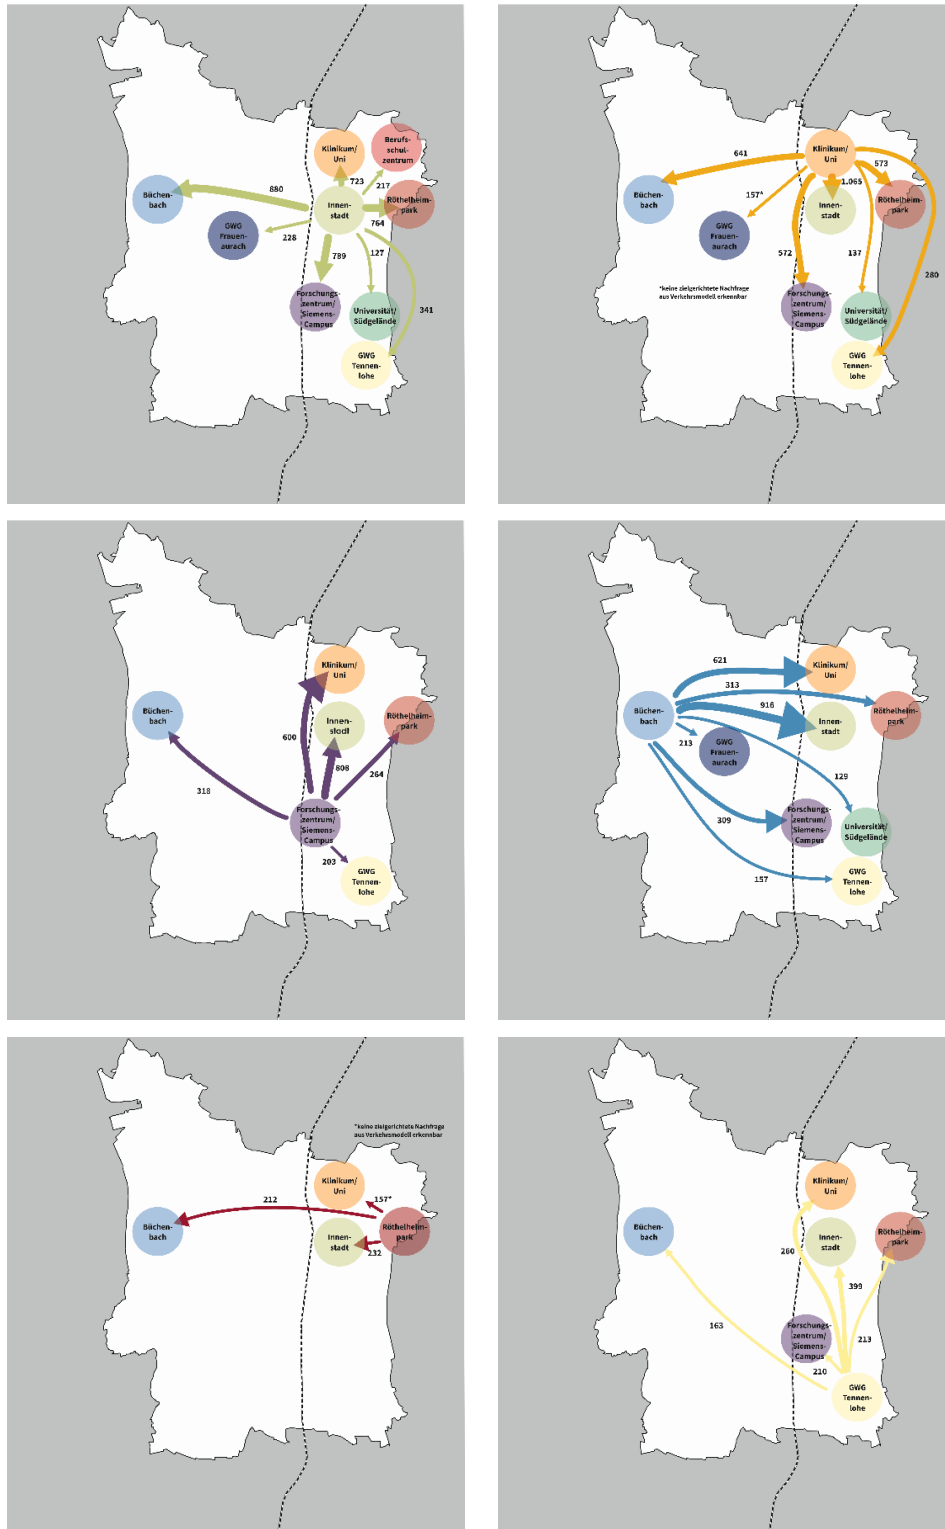 Klinikum/
Uni
Berufs-
schul-
zentrum
723
217
880
Büchen-
bach
Innen-
stadt
Röthelheim-
park
764
GWG
Frauen-
aurach
228
789
127
Forschungs-
zentrum/
Siemens-
Campus
Universität/
Südgelände
341
GWG
Tennen-
lohe
Klinikum/
Uni
641
573
157*
1.065
Büchen-
bach
Innen-
stadt
Röthelheim-
park
GWG
Frauen-
aurach
572
137
280
*keine zielgerichtete Nachfrage
aus Verkehrsmodell erkennbar
Forschungs-
zentrum/
Siemens-
Campus
Universität/
Südgelände
GWG
Tennen-
lohe
Klinikum/
Uni
Büchen-
bach
Innen-
stadt
Röthelheim-
park
600
808
264
318
Forschungs-
zentrum/
Siemens-
Campus
203
GWG
Tennen-
lohe
621
Klinikum/
Uni
313
916
Büchen-
bach
Innen-
stadt
Röthelheim-
park
213
GWG
Frauen-
aurach
129
309
Forschungs-
zentrum/
Siemens-
Campus
Universität/
Südgelände
157
GWG
Tennen-
lohe
*keine zielgerichtete Nachfrage
aus Verkehrsmodell erkennbar
Klinikum/
Uni
212
157*
Büchen-
bach
Innen-
stadt
Röthelheim-
park
232
Klinikum/
Uni
Büchen-
bach
Innen-
stadt
Röthelheim-
park
260
399
163
Forschungs-
zentrum/
Siemens-
Campus
213
210
GWG
Tennen-
lohe